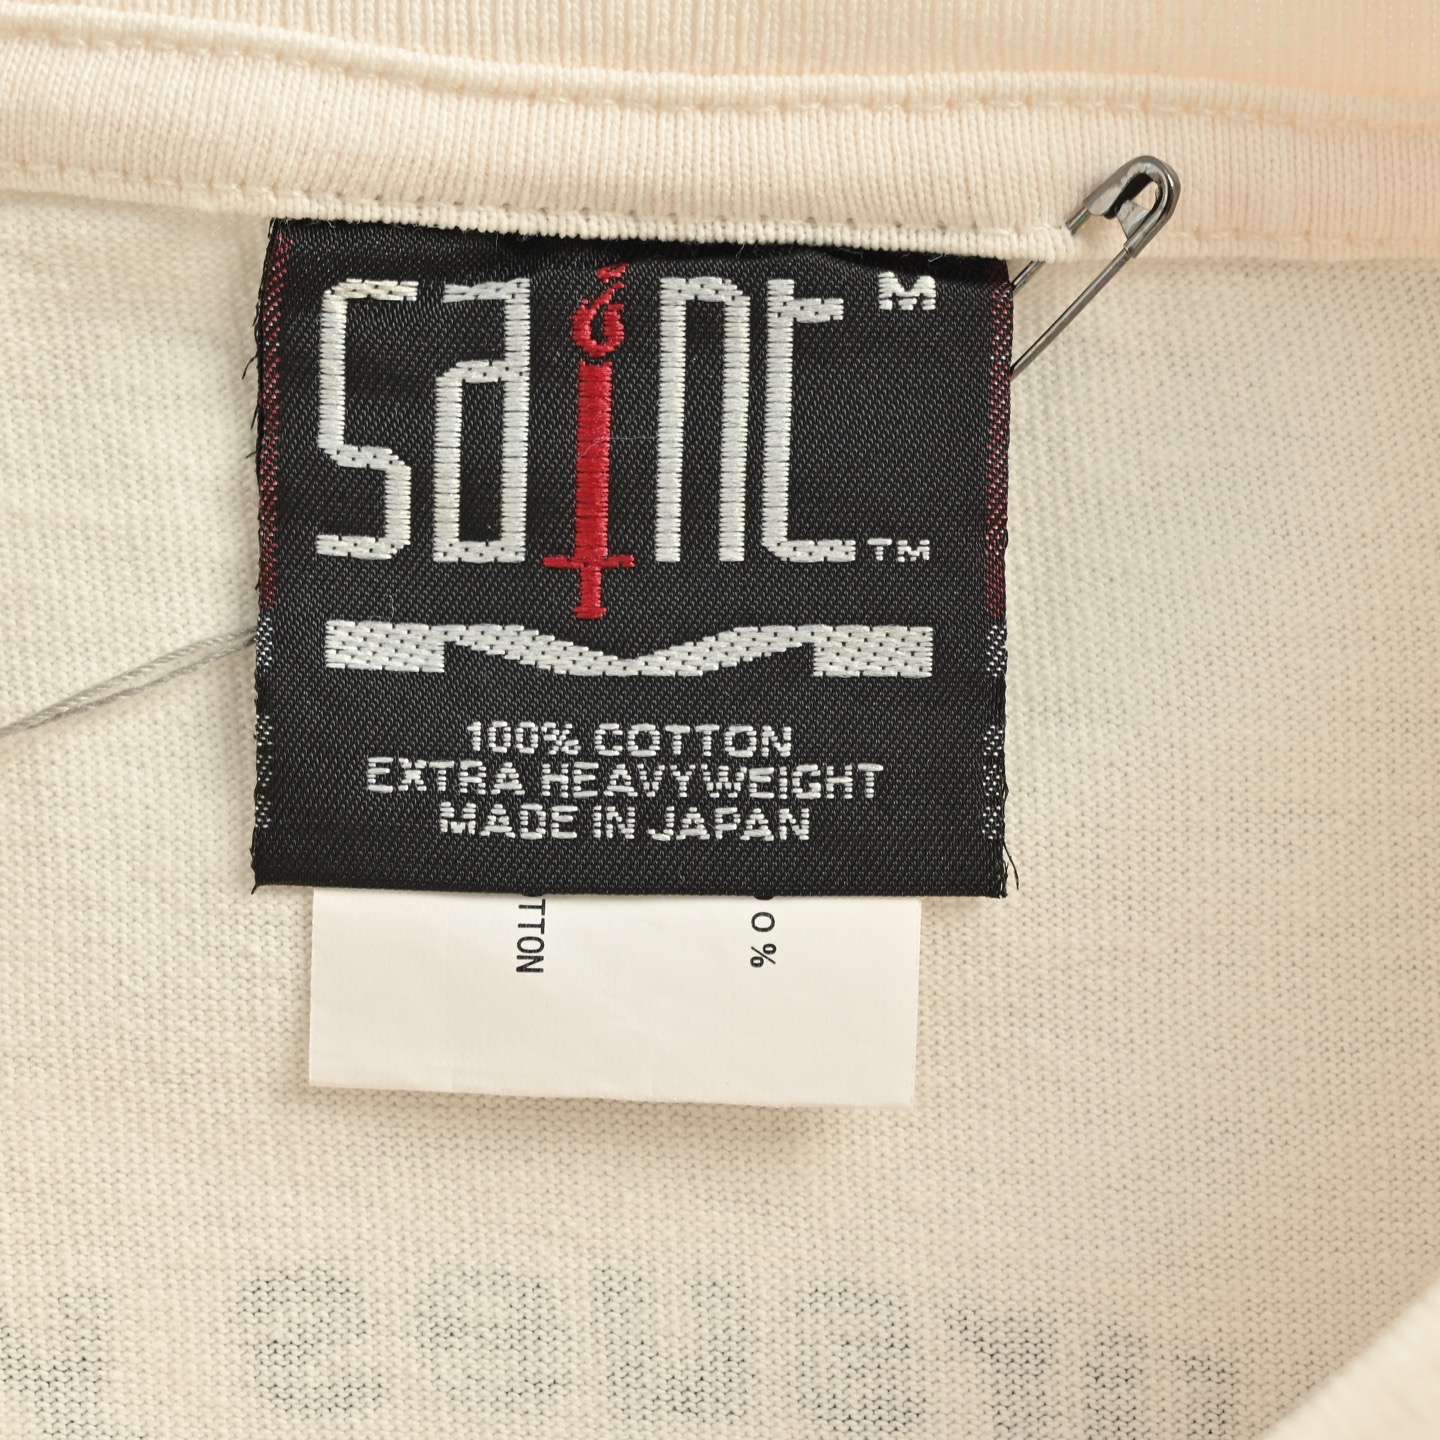 saint M
TM
100% COTTON
EXTRA HEAVYWEIGHT
MADE IN JAPAN